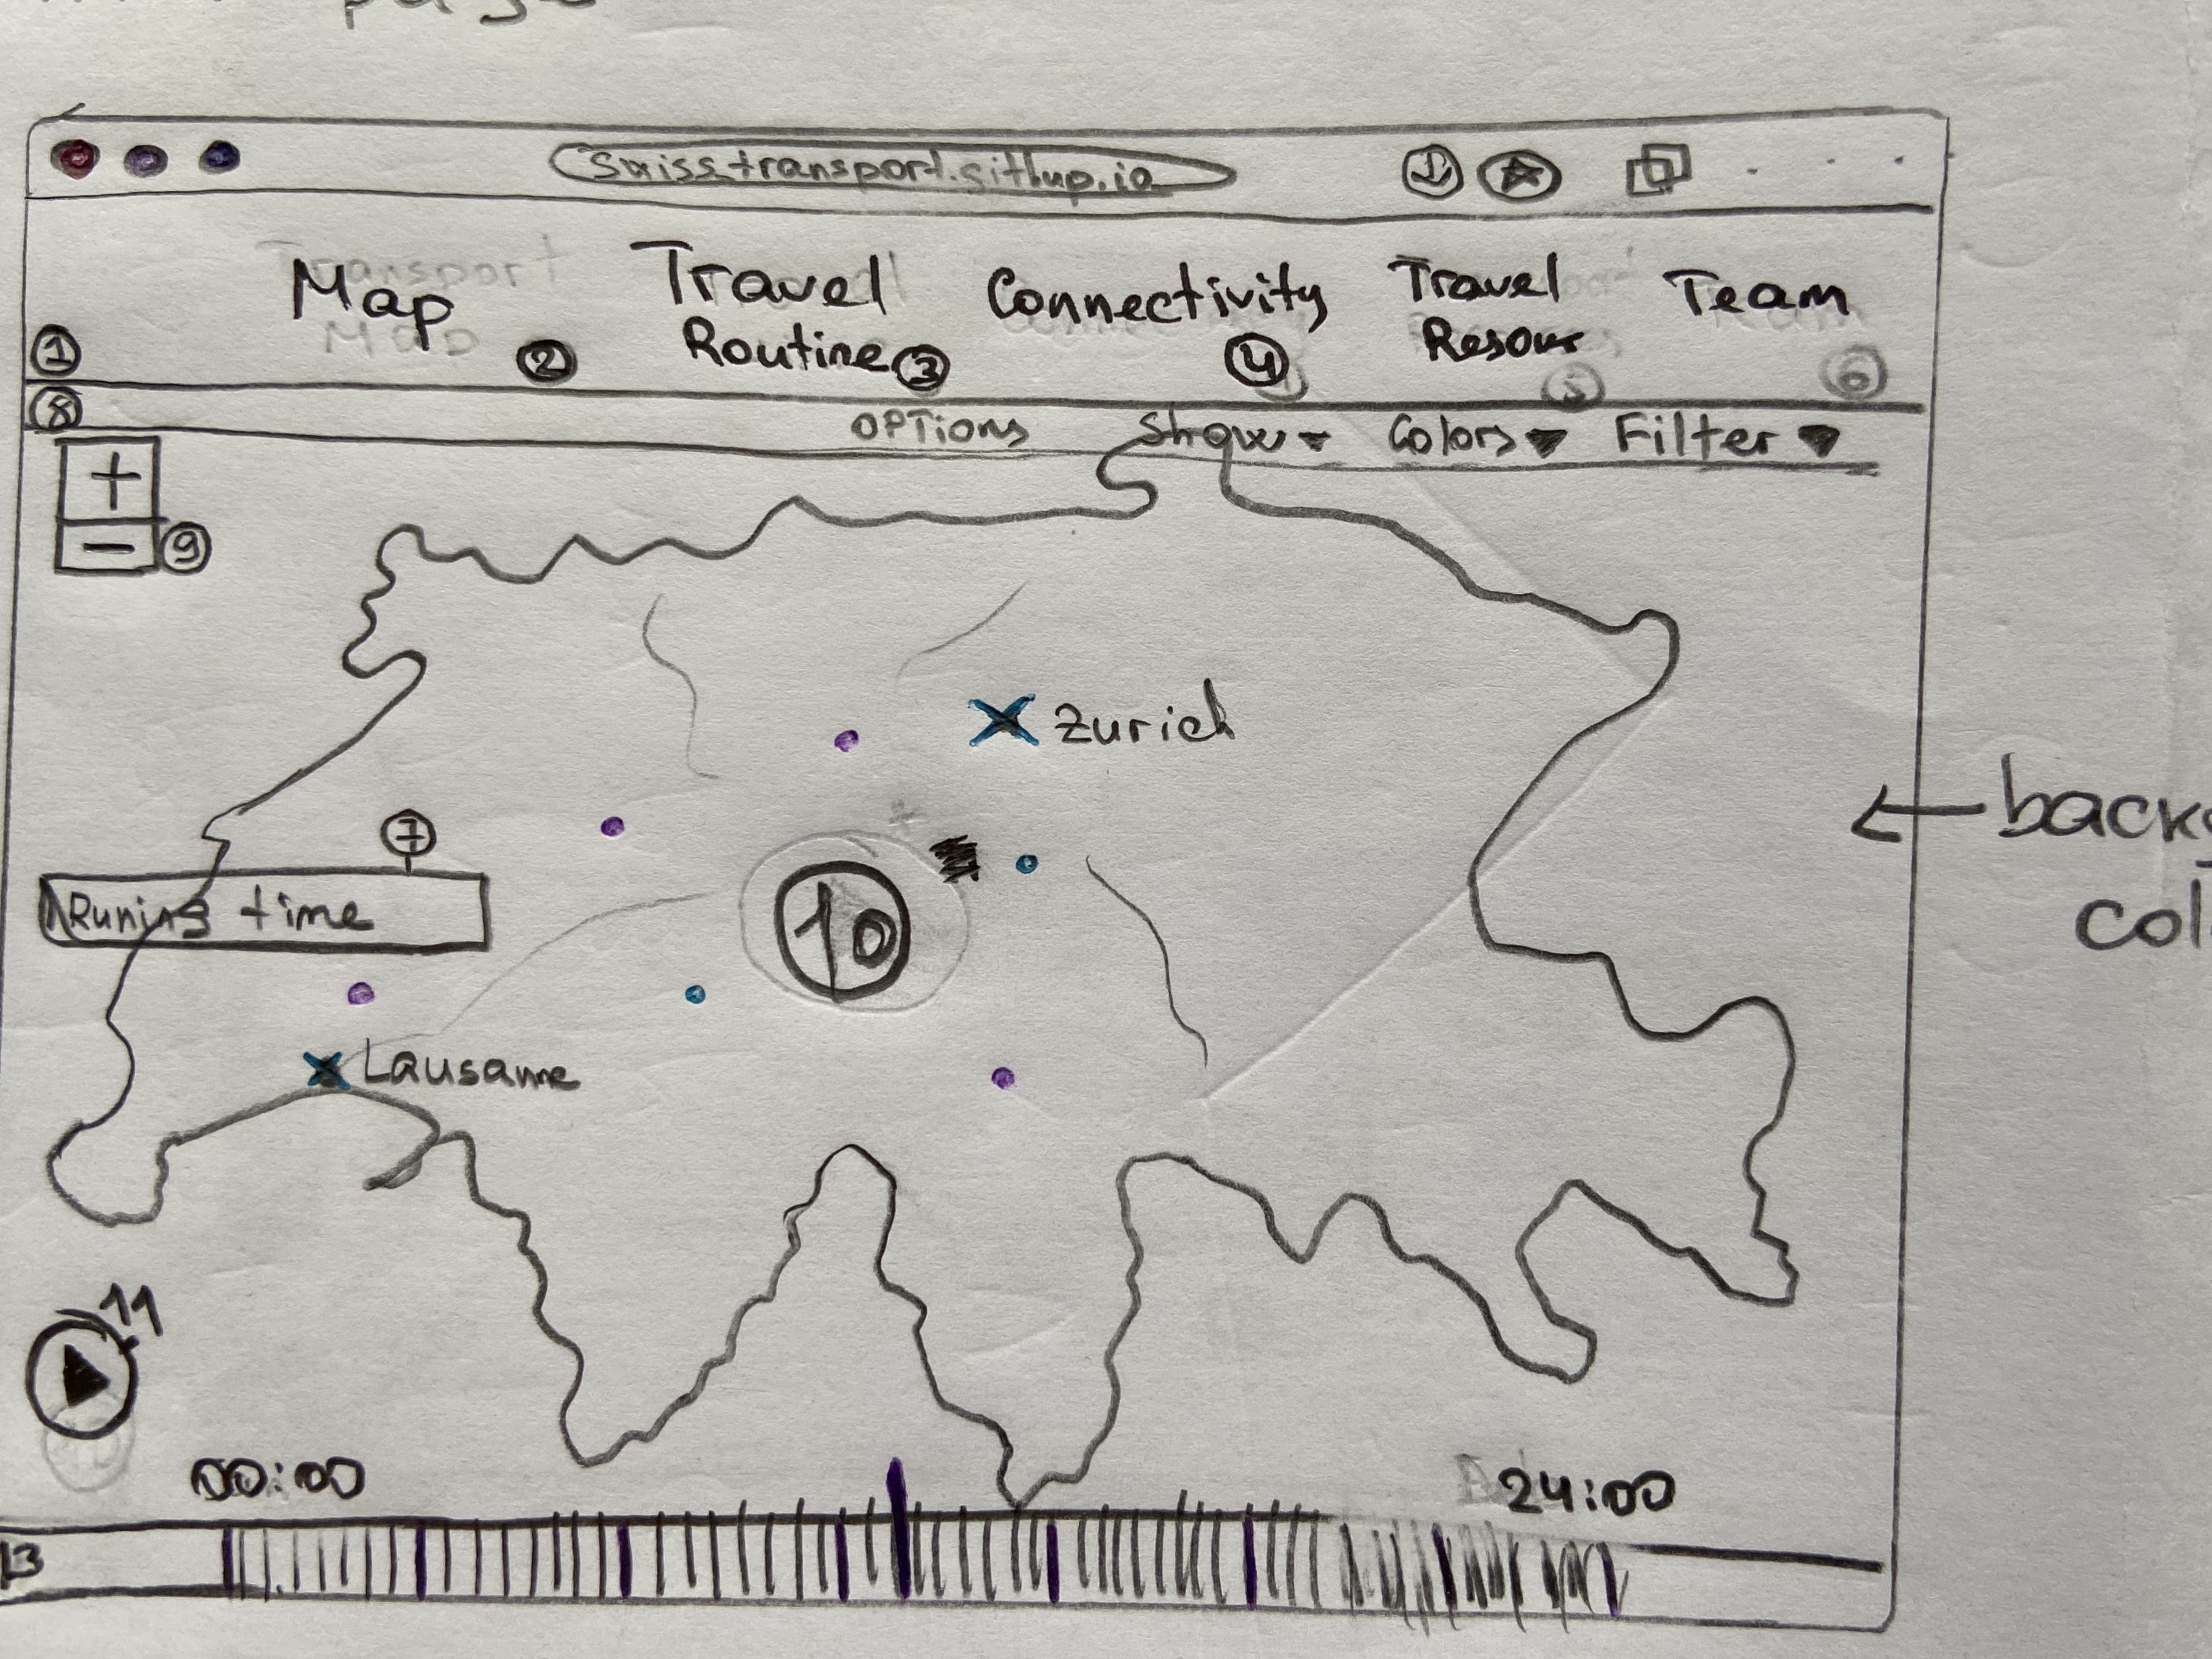 swisstransport.githup.io
Map
Travel
Routine
Connectivity
Travel
Resour
Team
1
2
3
4
5
6
8
OPTions
Show
Colors
Filter
+
-
9
Zurich
7
Runing time
10
Lausanne
back
col
11
00:00
24:00
13